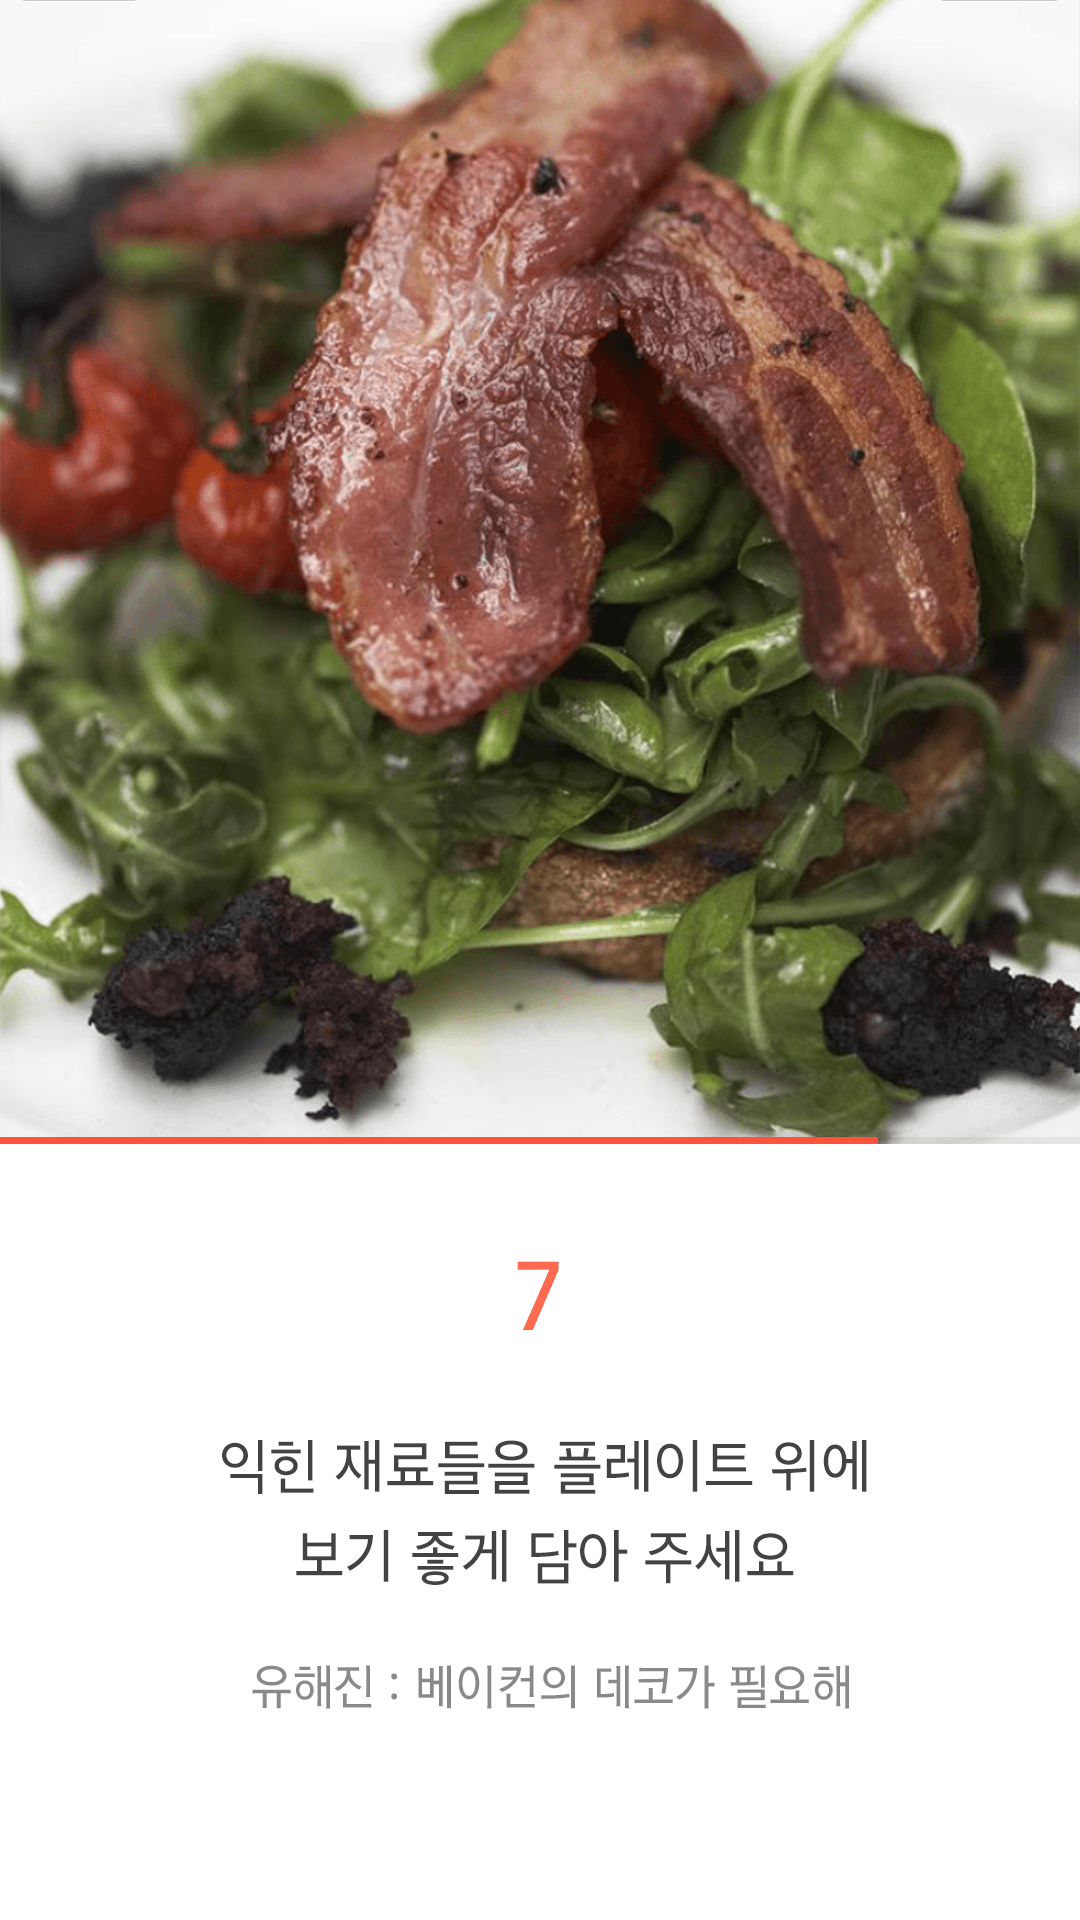 7
익힌 재료들을 플레이트 위에
보기 좋게 담아 주세요
유해진 : 베이컨의 데코가 필요해